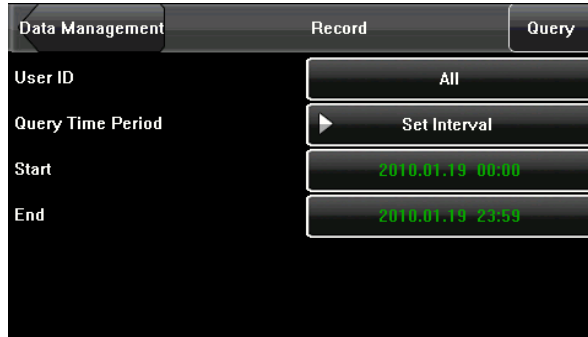 Data Management Record Query
User ID All
Query Time Period Set Interval
Start 2010.01.19 00:00
End 2010.01.19 23:59